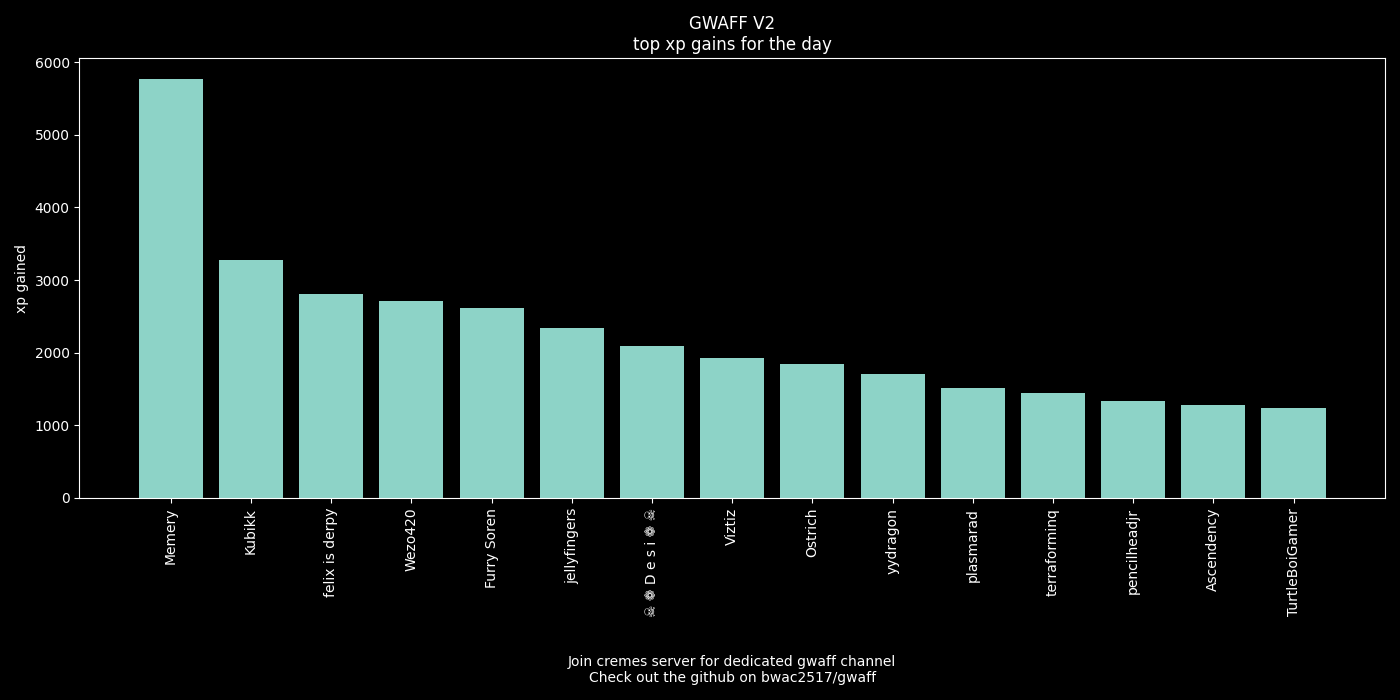 GWAFF V2
top xp gains for the day
xp gained
6000
5000
4000
3000
2000
1000
0
Memery
Kubikk
felix is derpy
Wezo420
Furry Soren
jellyfingers
☠ ❁ D e s i ❁ ☠
Viztiz
Ostrich
yydragon
plasmarad
terraforminq
pencilheadjr
Ascendency
TurtleBoiGamer
Join cremes server for dedicated gwaff channel
Check out the github on bwac2517/gwaff